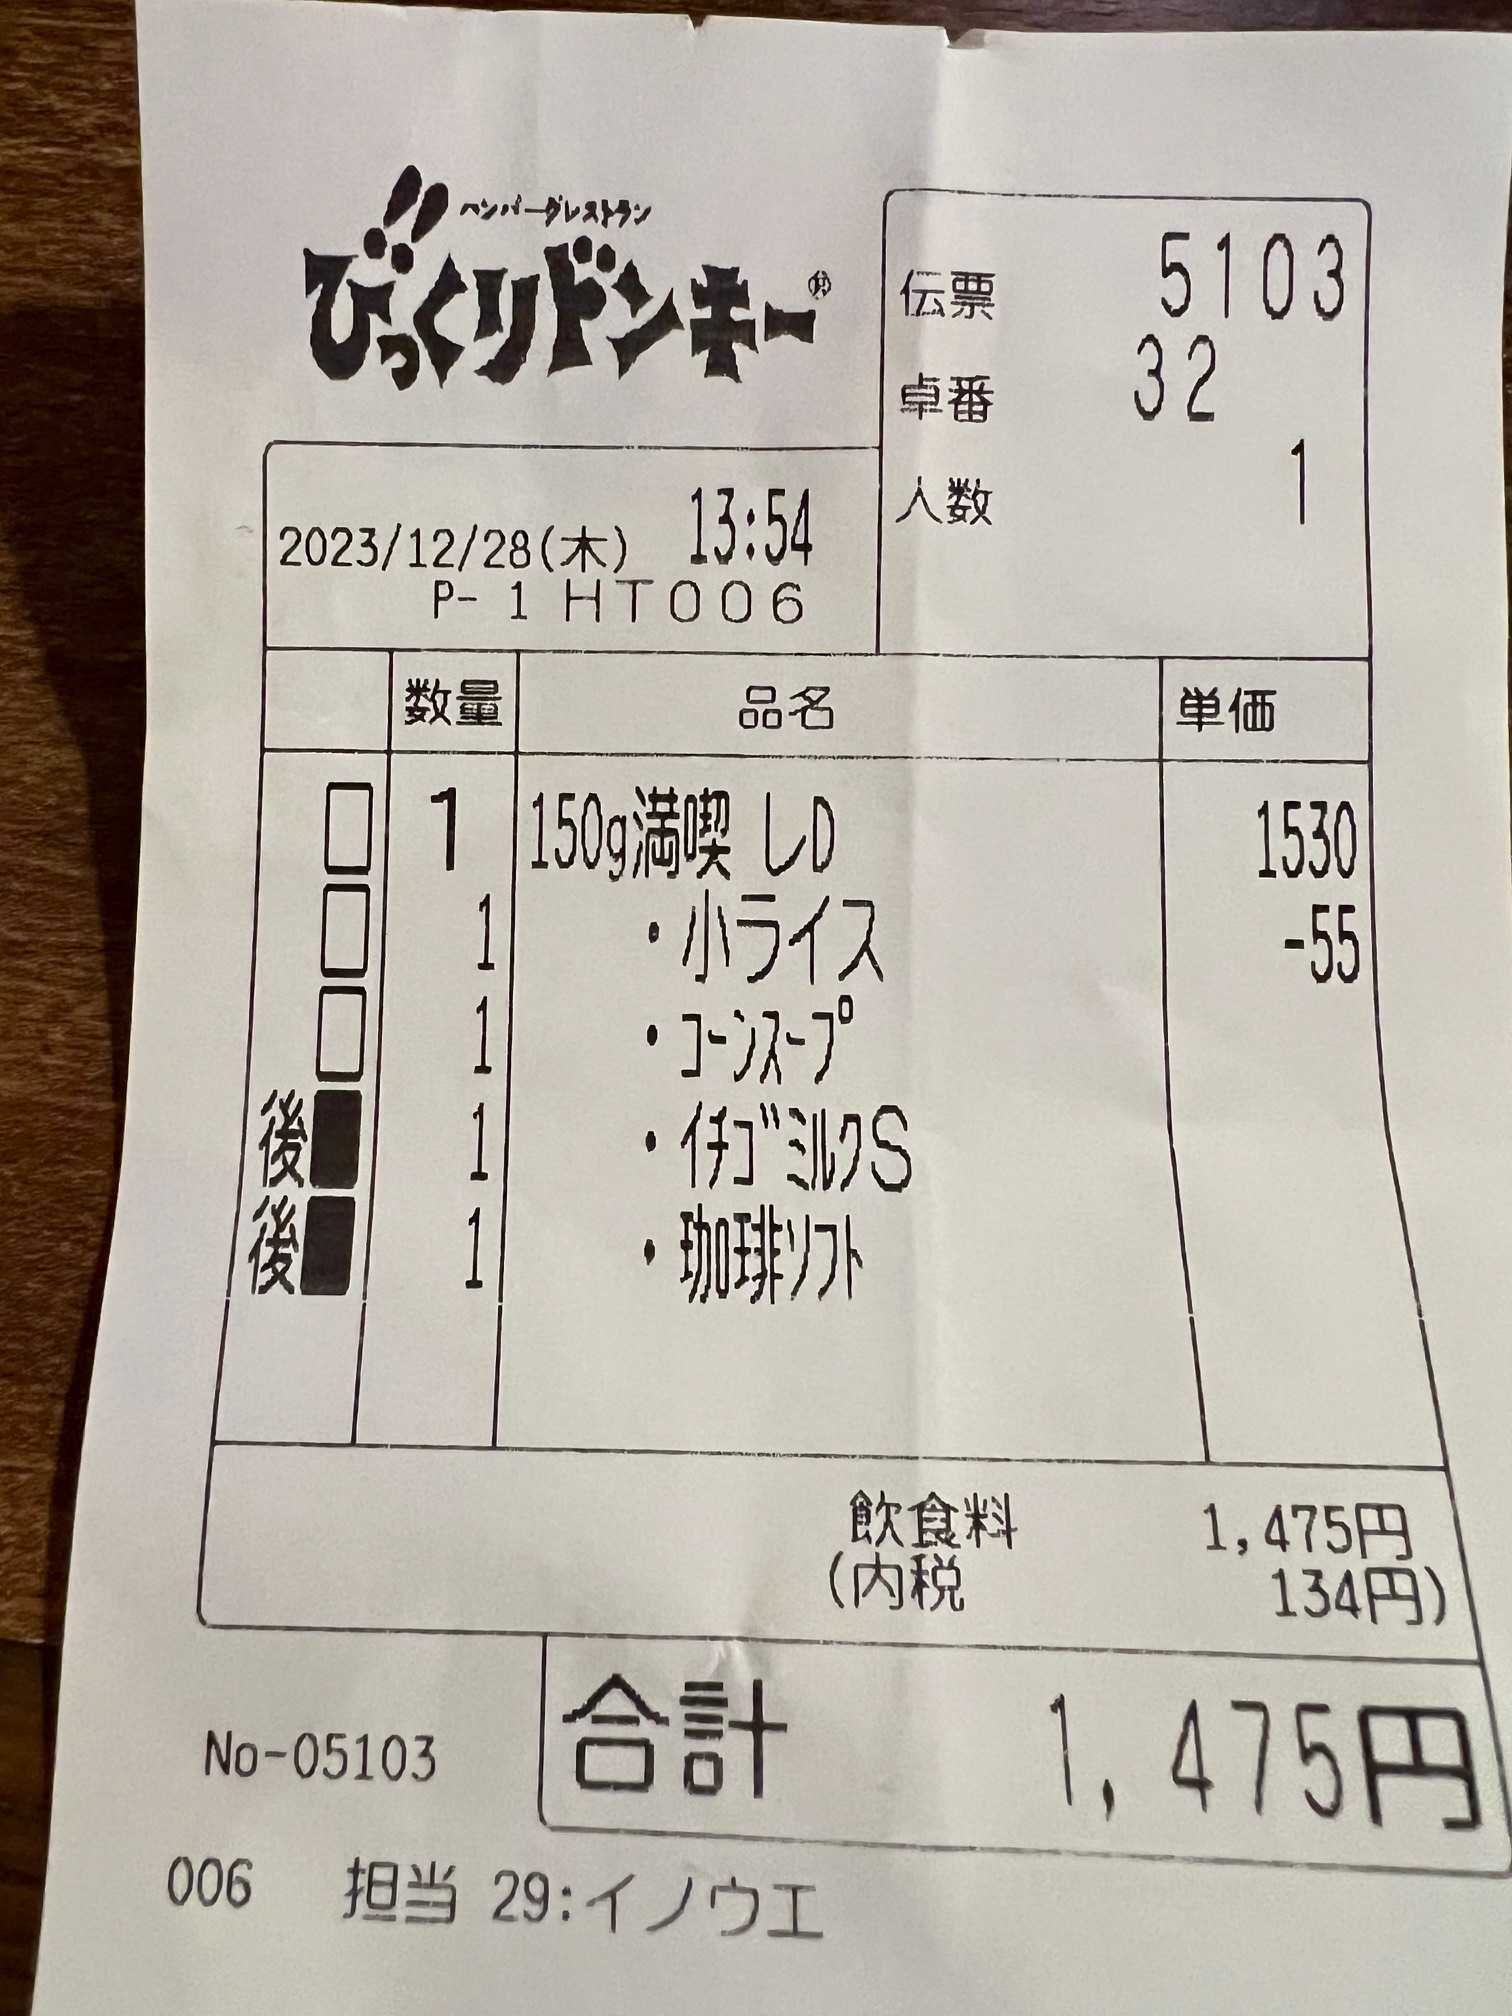 ハンバーグレストラン
びっくりドンキー®
伝票 5103
卓番 32
人数 1
2023/12/28(木) 13:54
P- 1 HT006
数量 品名 単価
□ 1 150g満喫 しD 1530
□ 1 ・小ライス -55
□ 1 ・コーンスープ
後■ 1 ・イチゴミルクS
後■ 1 ・珈琲ソフト
飲食料 1,475円
(内税 134円)
合計 1,475円
No-05103
006 担当 29:イノウエ